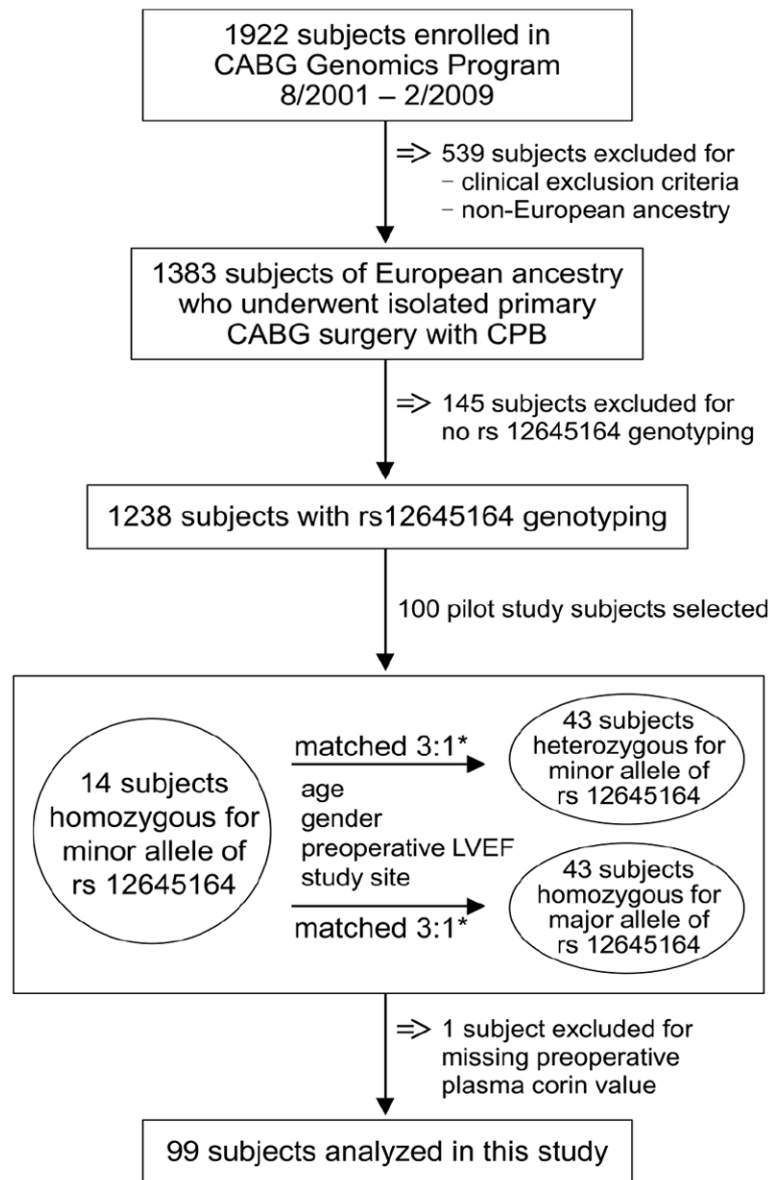 1922 subjects enrolled in
CABG Genomics Program
8/2001 – 2/2009
⇒ 539 subjects excluded for
– clinical exclusion criteria
– non-European ancestry
1383 subjects of European ancestry
who underwent isolated primary
CABG surgery with CPB
⇒ 145 subjects excluded for
no rs 12645164 genotyping
1238 subjects with rs12645164 genotyping
100 pilot study subjects selected
14 subjects
homozygous for
minor allele of
rs 12645164
matched 3:1*
age
gender
preoperative LVEF
study site
matched 3:1*
43 subjects
heterozygous for
minor allele of
rs 12645164
43 subjects
homozygous for
major allele of
rs 12645164
⇒ 1 subject excluded for
missing preoperative
plasma corin value
99 subjects analyzed in this study